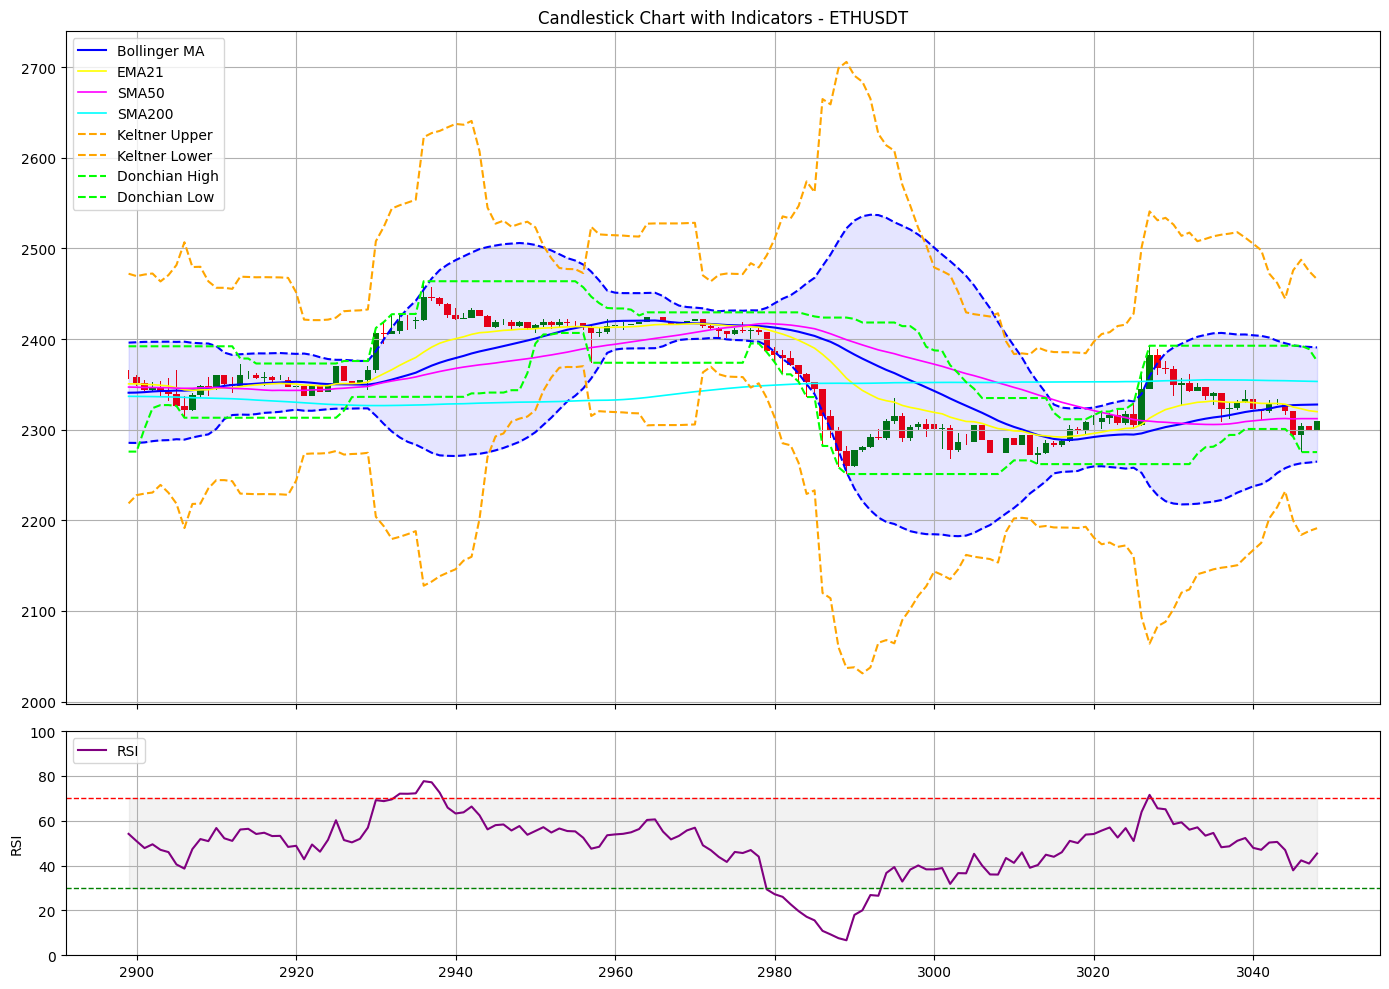 Candlestick Chart with Indicators - ETHUSDT
Bollinger MA
EMA21
SMA50
SMA200
Keltner Upper
Keltner Lower
Donchian High
Donchian Low
2700
2600
2500
2400
2300
2200
2100
2000
RSI
100
80
60
40
20
0
RSI
2900
2920
2940
2960
2980
3000
3020
3040